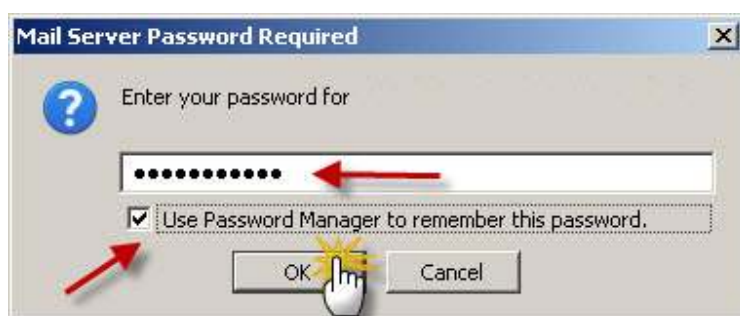 Mail Server Password Required
Enter your password for
•••••••••••
Use Password Manager to remember this password.
OK
Cancel